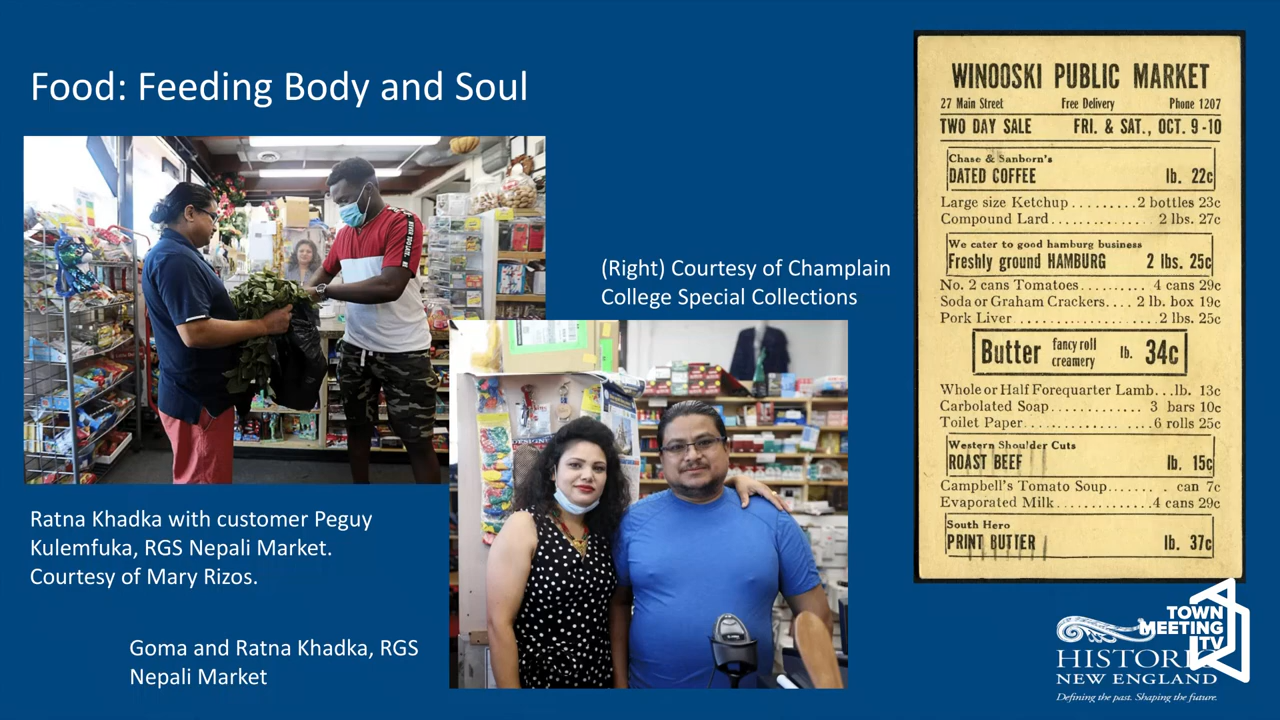 Food: Feeding Body and Soul
(Right) Courtesy of Champlain
College Special Collections
Ratna Khadka with customer Peguy
Kulemfuka, RGS Nepali Market.
Courtesy of Mary Rizos.
Goma and Ratna Khadka, RGS
Nepali Market
WINOOSKI PUBLIC MARKET
27 Main Street Free Delivery Phone 1207
TWO DAY SALE FRI. & SAT., OCT. 9-10
Chase & Sanborn's
DATED COFFEE lb. 22c
Large size Ketchup.........2 bottles 23c
Compound Lard.............2 lbs. 27c
We cater to good hamburg business
Freshly ground HAMBURG 2 lbs. 25c
No. 2 cans Tomatoes.......... 4 cans 29c
Soda or Graham Crackers.... 2 lb. box 19c
Pork Liver ....................2 lbs. 25c
Butter fancy roll creamery lb. 34c
Whole or Half Forequarter Lamb...lb. 13c
Carbolated Soap............. 3 bars 10c
Toilet Paper..................6 rolls 25c
Western Shoulder Cuts
ROAST BEEF lb. 15c
Campbell's Tomato Soup....... . can 7c
Evaporated Milk..............4 cans 29c
South Hero
PRINT BUTTER lb. 37c
TOWN
MEETING
TV
HISTORIC
NEW ENGLAND
Defining the past. Shaping the future.